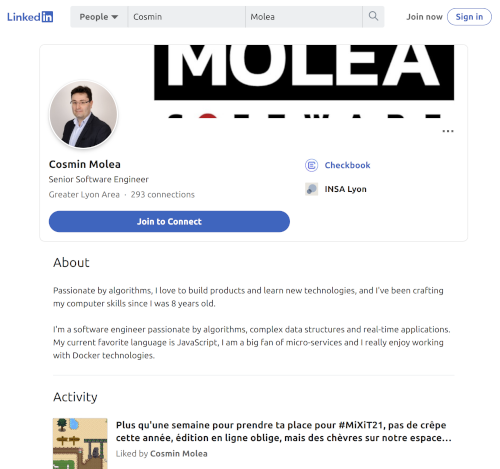 Linked in People Cosmin Molea Join now Sign in
MOLEA
SOFTWARE
Cosmin Molea
Senior Software Engineer
Greater Lyon Area · 293 connections
Checkbook
INSA Lyon
Join to Connect
About
Passionate by algorithms, I love to build products and learn new technologies, and I've been crafting
my computer skills since I was 8 years old.
I'm a software engineer passionate by algorithms, complex data structures and real-time applications.
My current favorite language is JavaScript, I am a big fan of micro-services and I really enjoy working
with Docker technologies.
Activity
Plus qu'une semaine pour prendre ta place pour #MiXiT21, pas de crêpe
cette année, édition en ligne oblige, mais des chèvres sur notre espace...
Liked by Cosmin Molea